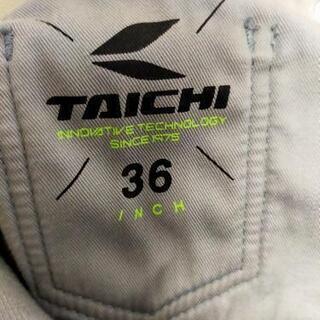 TAICHI
INNOVATIVE TECHNOLOGY
SINCE 1975
36
INCH